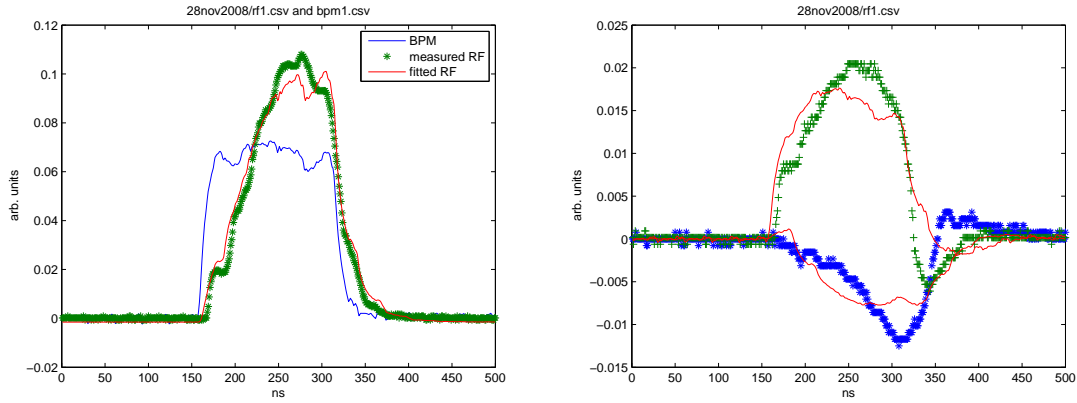 28nov2008/rf1.csv and bpm1.csv
0.12
0.1
0.08
0.06
0.04
0.02
0
−0.02
arb. units
0 50 100 150 200 250 300 350 400 450 500
ns
BPM
measured RF
fitted RF
28nov2008/rf1.csv
0.025
0.02
0.015
0.01
0.005
0
−0.005
−0.01
−0.015
arb. units
0 50 100 150 200 250 300 350 400 450 500
ns